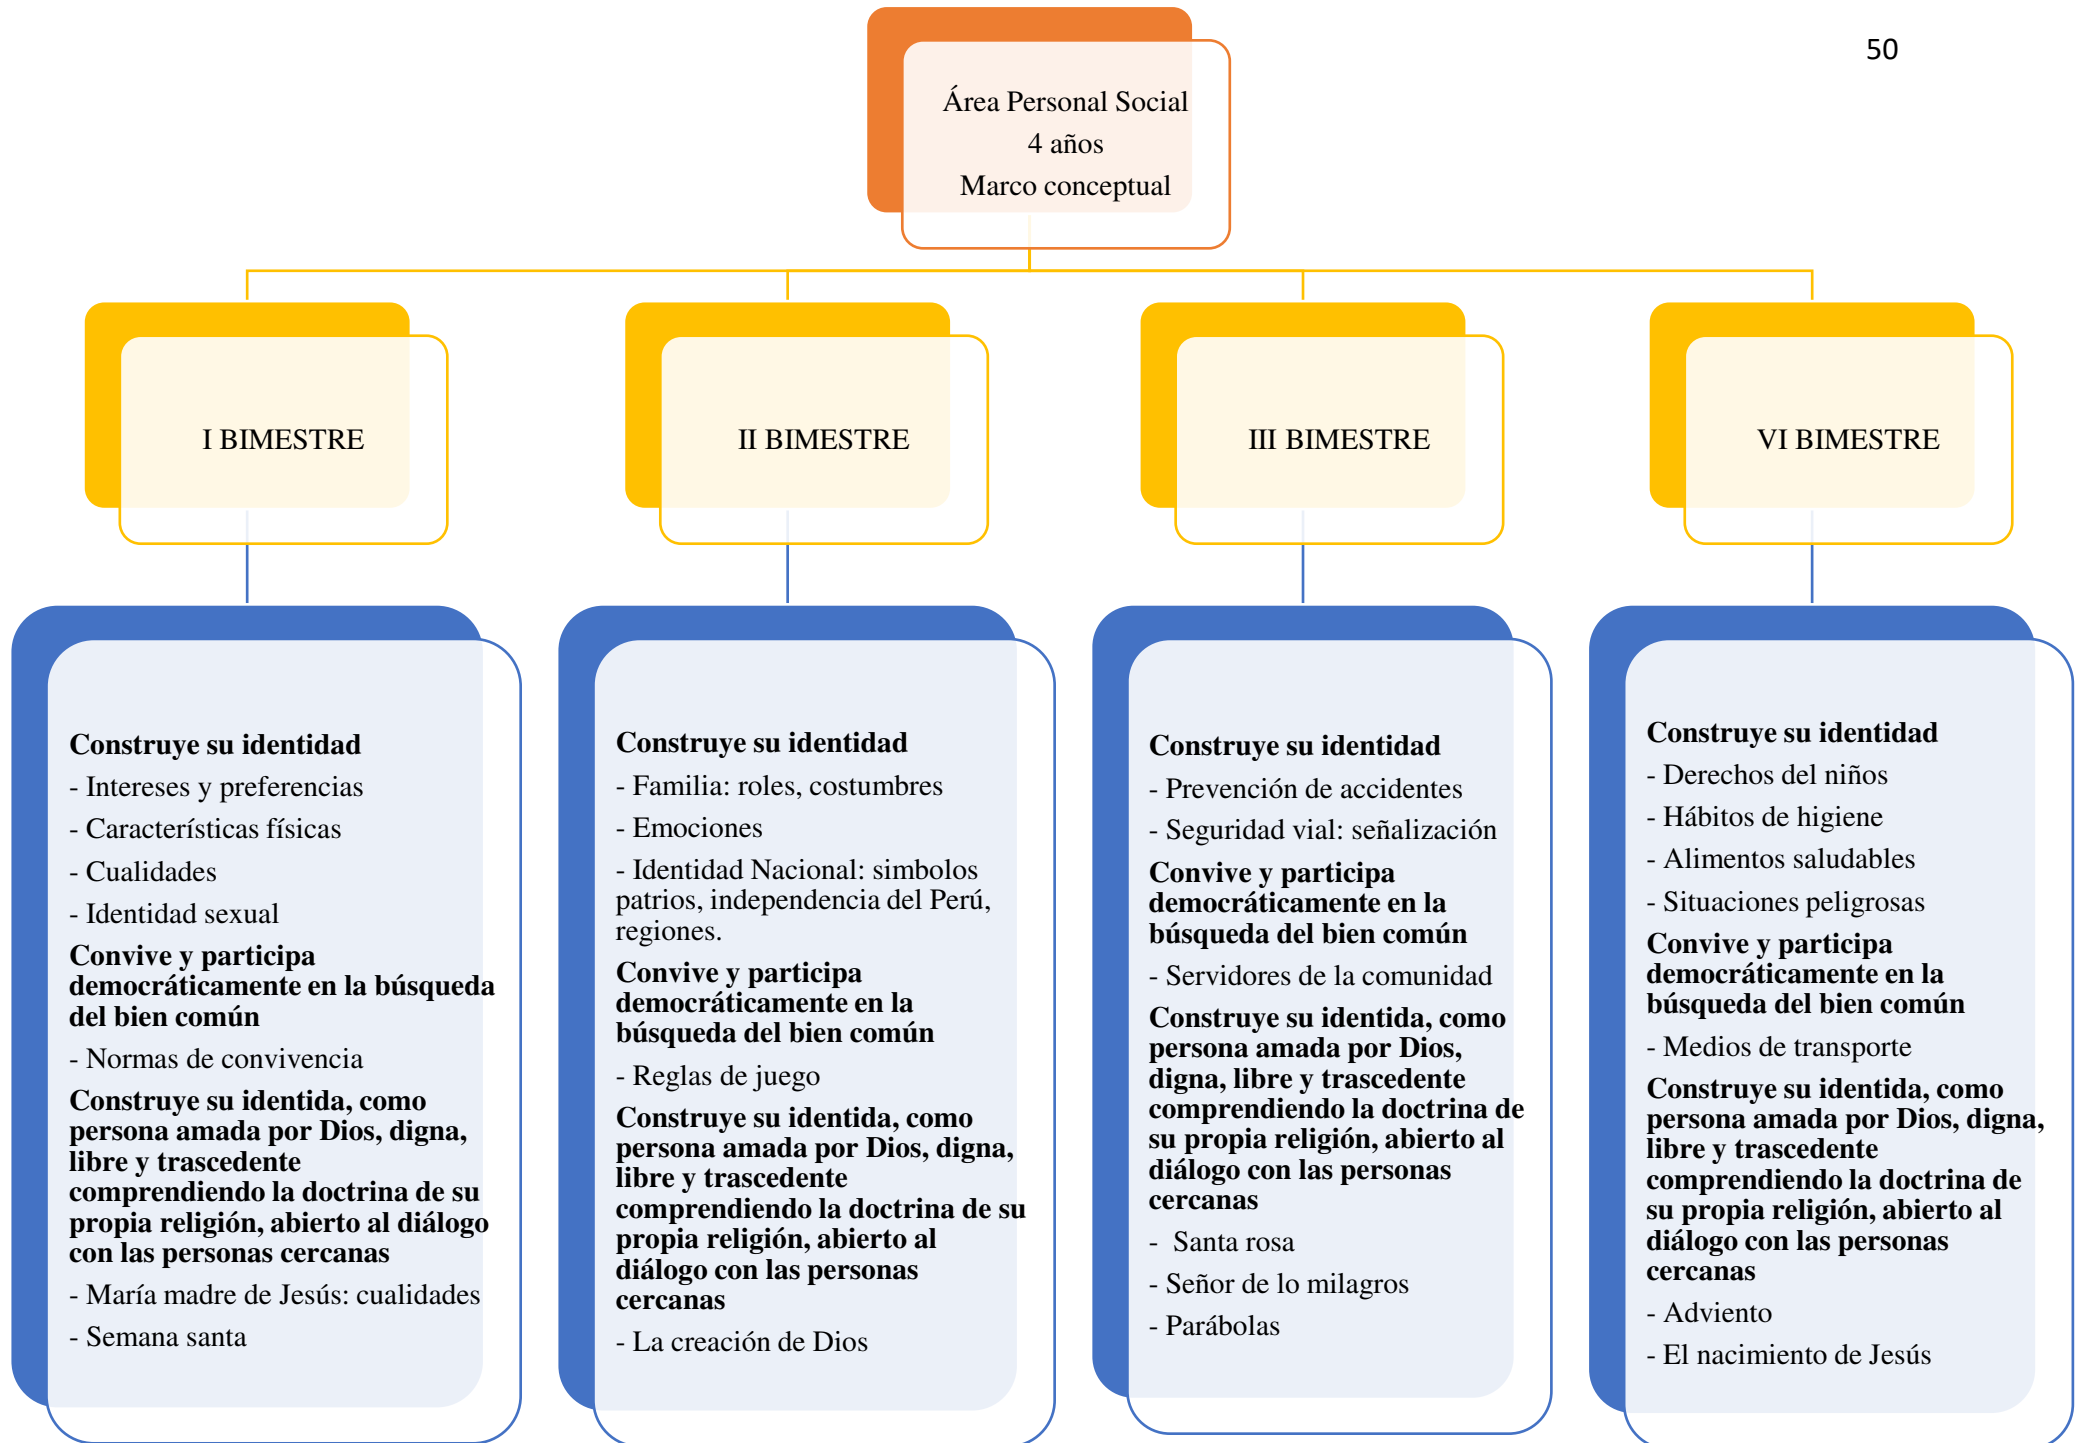 50
Área Personal Social
4 años
Marco conceptual
I BIMESTRE
II BIMESTRE
III BIMESTRE
VI BIMESTRE
Construye su identidad
- Intereses y preferencias
- Características físicas
- Cualidades
- Identidad sexual
Convive y participa
democráticamente en la búsqueda
del bien común
- Normas de convivencia
Construye su identida, como
persona amada por Dios, digna,
libre y trascedente
comprendiendo la doctrina de su
propia religión, abierto al diálogo
con las personas cercanas
- María madre de Jesús: cualidades
- Semana santa
Construye su identidad
- Familia: roles, costumbres
- Emociones
- Identidad Nacional: simbolos
patrios, independencia del Perú,
regiones.
Convive y participa
democráticamente en la
búsqueda del bien común
- Reglas de juego
Construye su identida, como
persona amada por Dios, digna,
libre y trascedente
comprendiendo la doctrina de su
propia religión, abierto al
diálogo con las personas
cercanas
- La creación de Dios
Construye su identidad
- Prevención de accidentes
- Seguridad vial: señalización
Convive y participa
democráticamente en la
búsqueda del bien común
- Servidores de la comunidad
Construye su identida, como
persona amada por Dios,
digna, libre y trascedente
comprendiendo la doctrina de
su propia religión, abierto al
diálogo con las personas
cercanas
- Santa rosa
- Señor de lo milagros
- Parábolas
Construye su identidad
- Derechos del niños
- Hábitos de higiene
- Alimentos saludables
- Situaciones peligrosas
Convive y participa
democráticamente en la
búsqueda del bien común
- Medios de transporte
Construye su identida, como
persona amada por Dios, digna,
libre y trascedente
comprendiendo la doctrina de
su propia religión, abierto al
diálogo con las personas
cercanas
- Adviento
- El nacimiento de Jesús